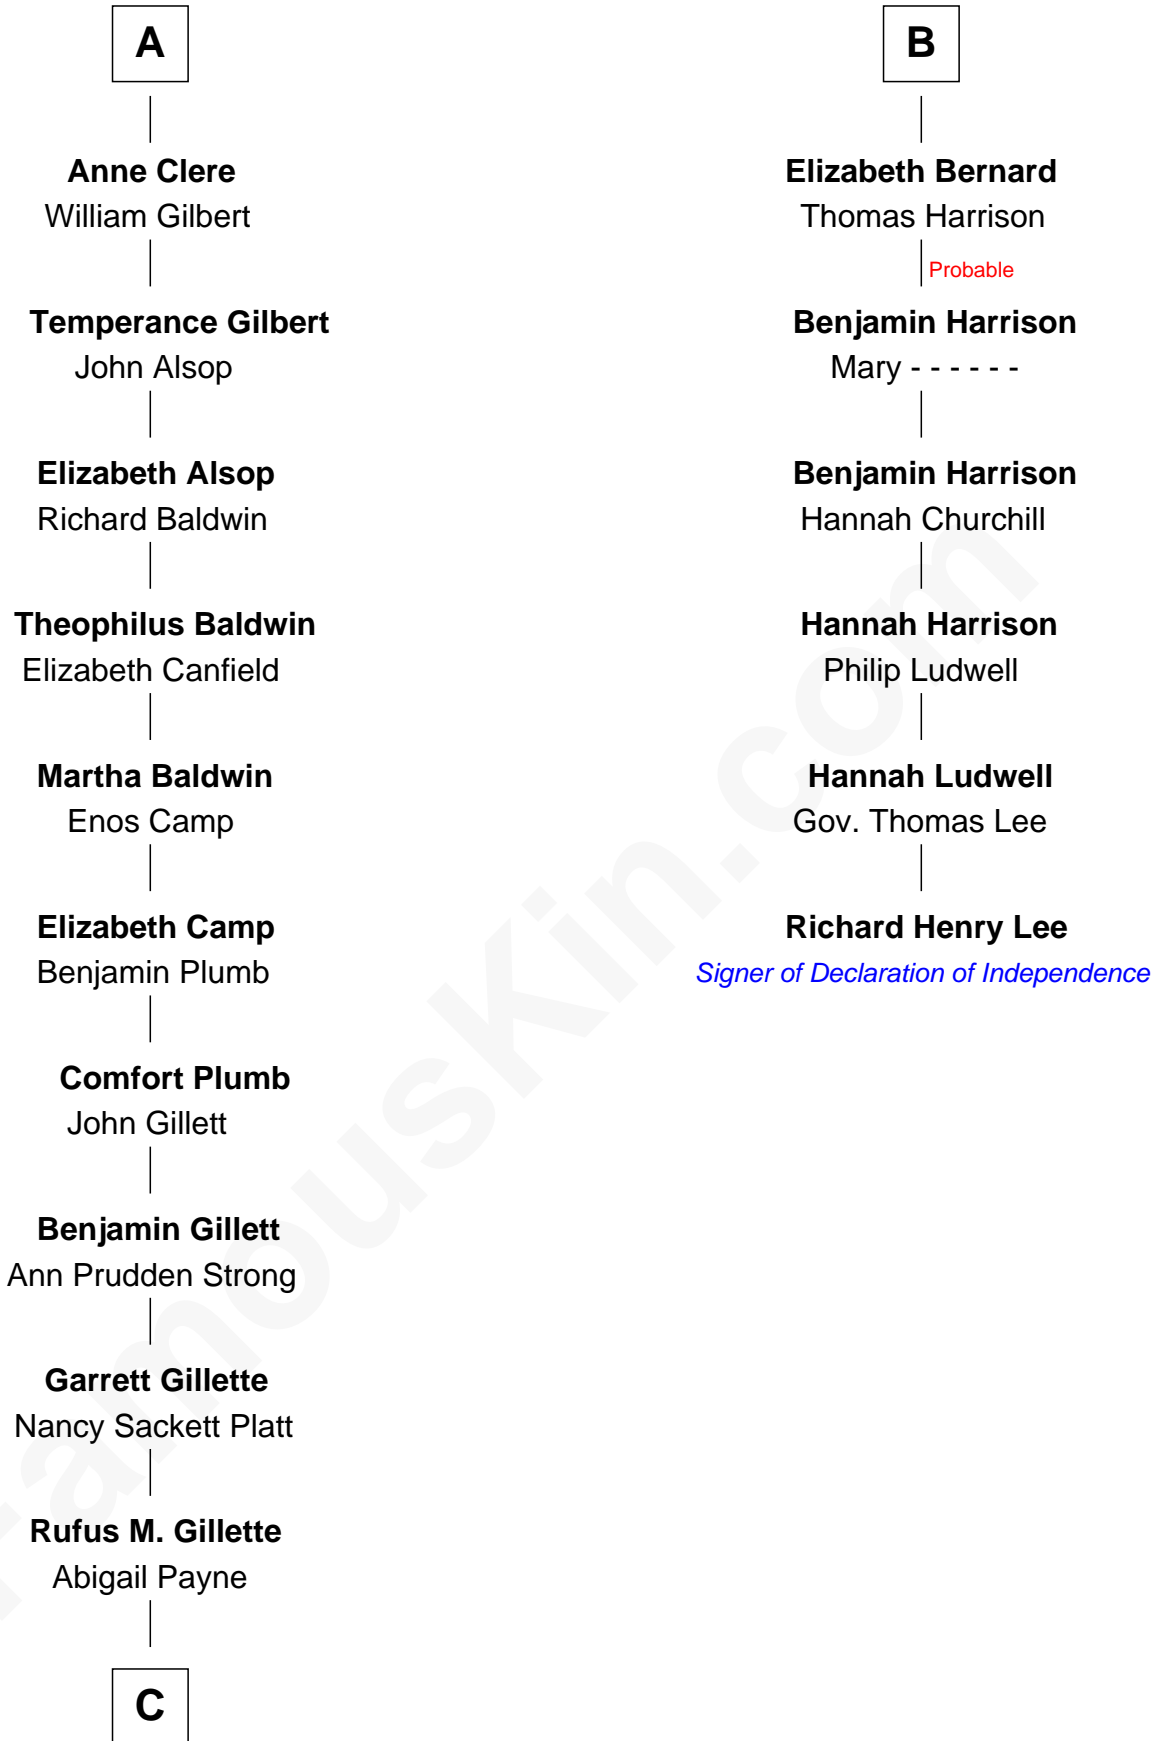 A
Anne Clere
William Gilbert
Temperance Gilbert
John Alsop
Elizabeth Alsop
Richard Baldwin
Theophilus Baldwin
Elizabeth Canfield
Martha Baldwin
Enos Camp
Elizabeth Camp
Benjamin Plumb
Comfort Plumb
John Gillett
Benjamin Gillett
Ann Prudden Strong
Garrett Gillette
Nancy Sackett Platt
Rufus M. Gillette
Abigail Payne
C
B
Elizabeth Bernard
Thomas Harrison
Probable
Benjamin Harrison
Mary - - - - - -
Benjamin Harrison
Hannah Churchill
Hannah Harrison
Philip Ludwell
Hannah Ludwell
Gov. Thomas Lee
Richard Henry Lee
Signer of Declaration of Independence
FamousKin.com